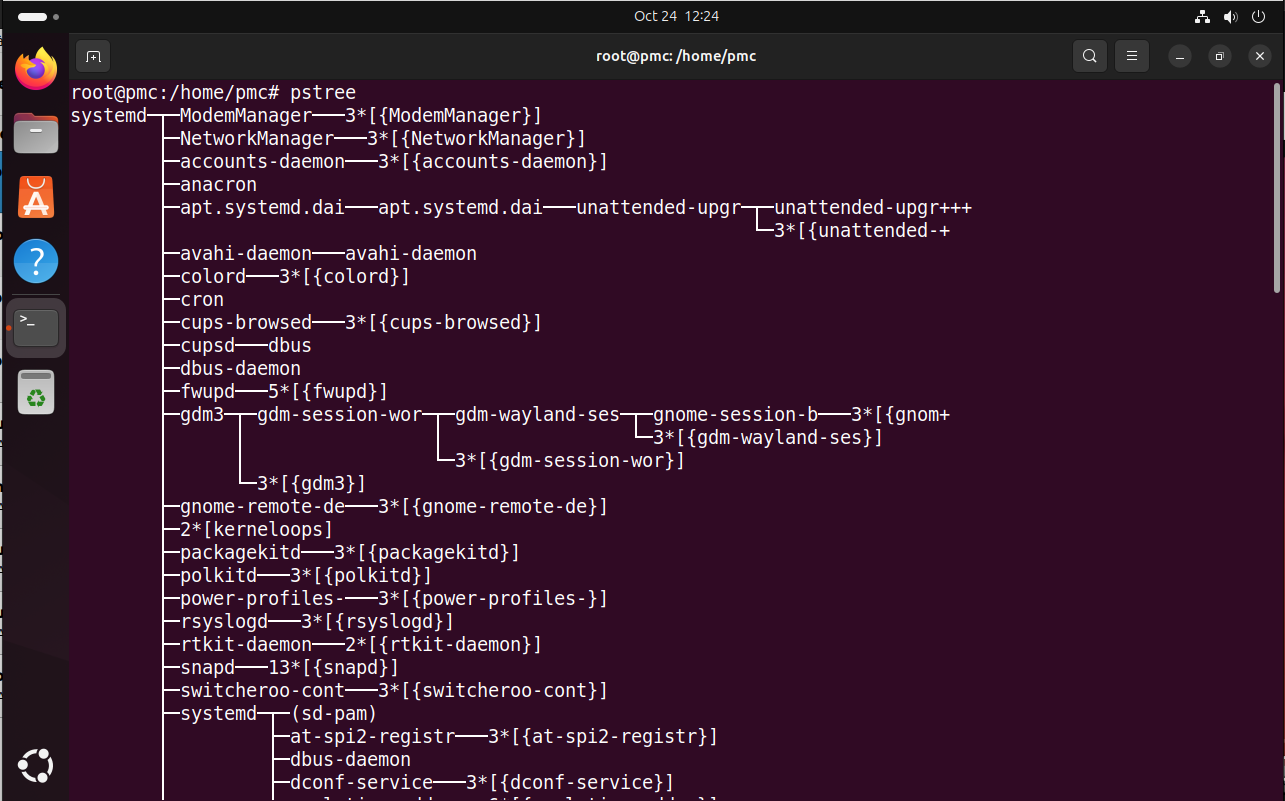 Oct 24 12:24
root@pmc: /home/pmc
root@pmc:/home/pmc# pstree
systemd─┬─ModemManager───3*[{ModemManager}]
        ├─NetworkManager───3*[{NetworkManager}]
        ├─accounts-daemon───3*[{accounts-daemon}]
        ├─anacron
        ├─apt.systemd.dai───apt.systemd.dai───unattended-upgr─┬─unattended-upgr+++
                                                              └─3*[{unattended-+
        ├─avahi-daemon───avahi-daemon
        ├─colord───3*[{colord}]
        ├─cron
        ├─cups-browsed───3*[{cups-browsed}]
        ├─cupsd───dbus
        ├─dbus-daemon
        ├─fwupd───5*[{fwupd}]
        ├─gdm3─┬─gdm-session-wor─┬─gdm-wayland-ses─┬─gnome-session-b───3*[{gnom+
        │      │                 │                 └─3*[{gdm-wayland-ses}]
        │      │                 └─3*[{gdm-session-wor}]
        │      └─3*[{gdm3}]
        ├─gnome-remote-de───3*[{gnome-remote-de}]
        ├─2*[kerneloops]
        ├─packagekitd───3*[{packagekitd}]
        ├─polkitd───3*[{polkitd}]
        ├─power-profiles-───3*[{power-profiles-}]
        ├─rsyslogd───3*[{rsyslogd}]
        ├─rtkit-daemon───2*[{rtkit-daemon}]
        ├─snapd───13*[{snapd}]
        ├─switcheroo-cont───3*[{switcheroo-cont}]
        ├─systemd─┬─(sd-pam)
        │         ├─at-spi2-registr───3*[{at-spi2-registr}]
        │         ├─dbus-daemon
        │         ├─dconf-service───3*[{dconf-service}]